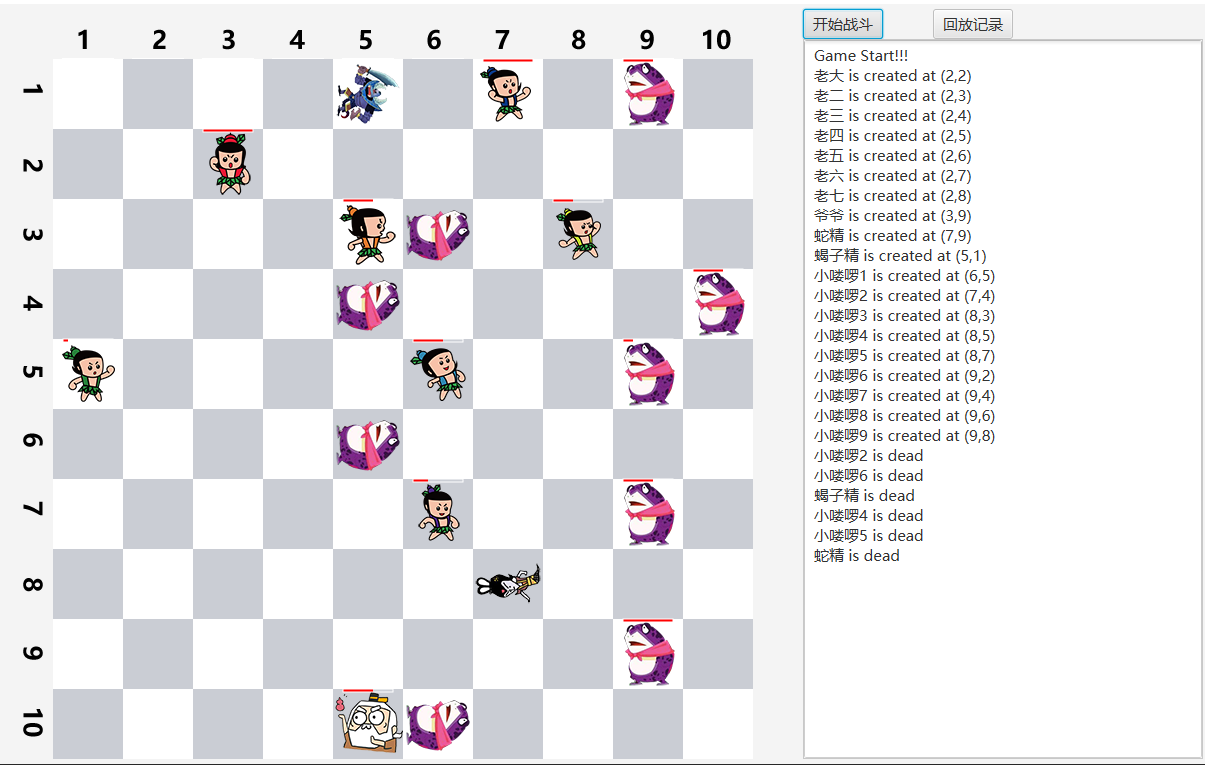 1 2 3 4 5 6 7 8 9 10
1
2
3
4
5
6
7
8
9
10
开始战斗 回放记录
Game Start!!!
老大 is created at (2,2)
老二 is created at (2,3)
老三 is created at (2,4)
老四 is created at (2,5)
老五 is created at (2,6)
老六 is created at (2,7)
老七 is created at (2,8)
爷爷 is created at (3,9)
蛇精 is created at (7,9)
蝎子精 is created at (5,1)
小喽啰1 is created at (6,5)
小喽啰2 is created at (7,4)
小喽啰3 is created at (8,3)
小喽啰4 is created at (8,5)
小喽啰5 is created at (8,7)
小喽啰6 is created at (9,2)
小喽啰7 is created at (9,4)
小喽啰8 is created at (9,6)
小喽啰9 is created at (9,8)
小喽啰2 is dead
小喽啰6 is dead
蝎子精 is dead
小喽啰4 is dead
小喽啰5 is dead
蛇精 is dead